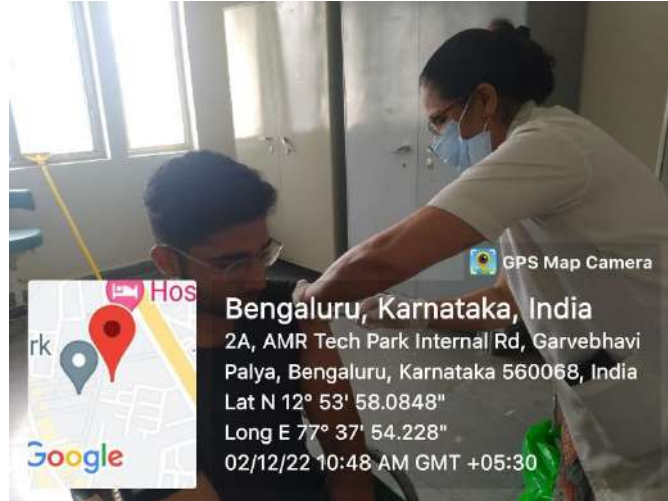 GPS Map Camera
Hos
rk
Google
Bengaluru, Karnataka, India
2A, AMR Tech Park Internal Rd, Garvebhavi
Palya, Bengaluru, Karnataka 560068, India
Lat N 12° 53' 58.0848"
Long E 77° 37' 54.228"
02/12/22 10:48 AM GMT +05:30